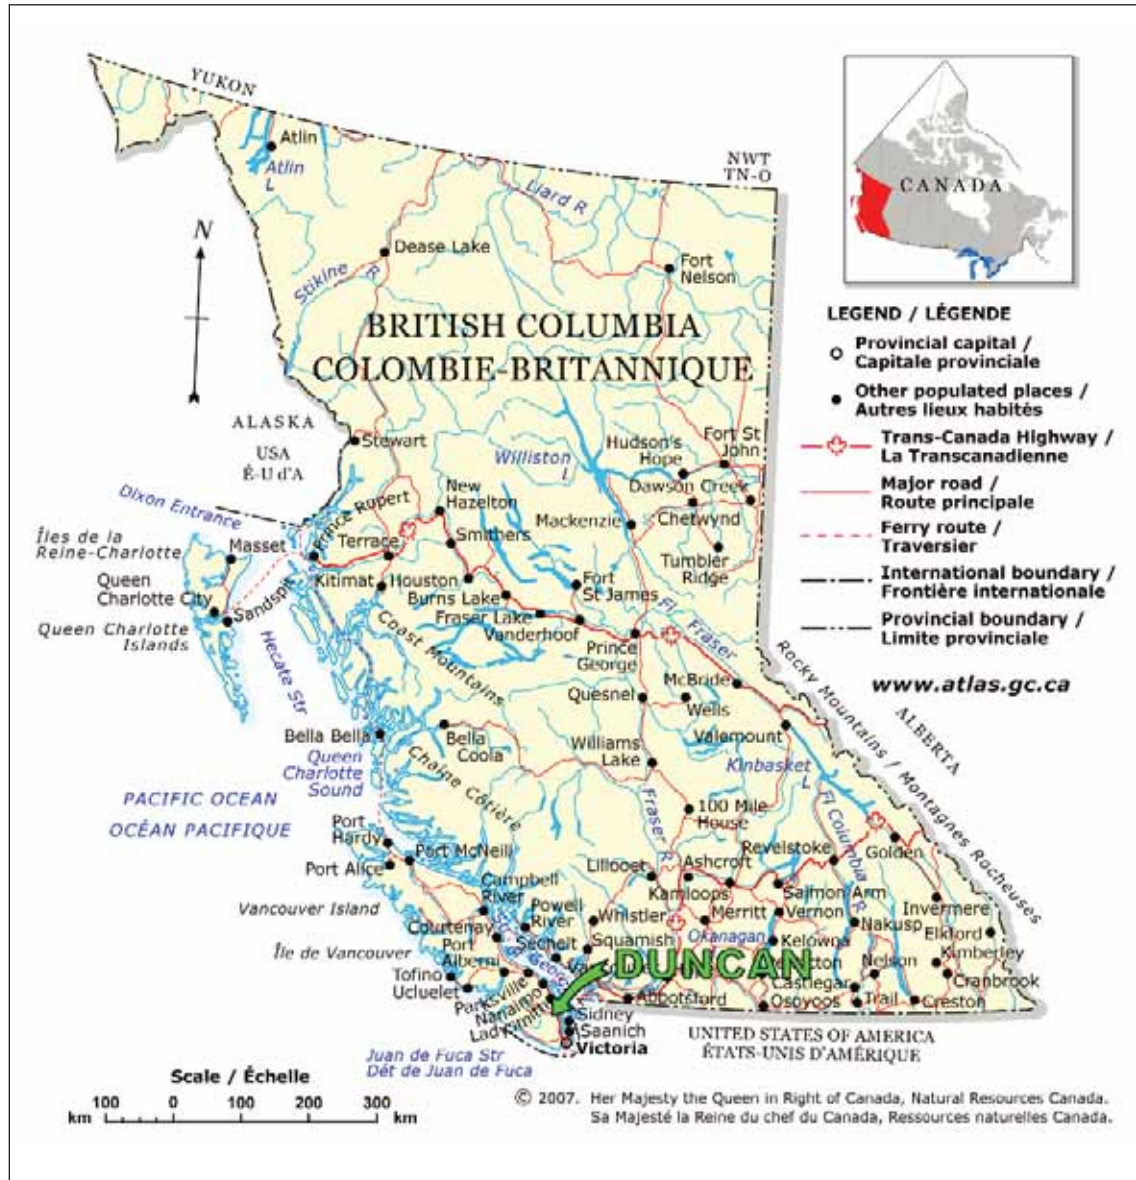 YUKON
Atlin
Atlin
L
NWT
TN-O
Liard R
CANADA
N
Dease Lake
Stikine
R
Fort
Nelson
BRITISH COLUMBIA
COLOMBIE-BRITANNIQUE
LEGEND / LÉGENDE
Provincial capital /
Capitale provinciale
Other populated places /
Autres lieux habités
Trans-Canada Highway /
La Transcanadienne
Major road /
Route principale
Ferry route /
Traversier
International boundary /
Frontière internationale
Provincial boundary /
Limite provinciale
www.atlas.gc.ca
ALASKA
USA
É-U d'A
Stewart
Williston
L
Hudson's
Hope
Fort St
John
Dawson Creek
Chetwynd
Mackenzie
Tumbler
Ridge
Dixon Entrance
Prince Rupert
New
Hazelton
Smithers
Terrace
Îles de la
Reine-Charlotte
Masset
Queen
Charlotte City
Sandspit
Queen Charlotte
Islands
Kitimat
Houston
Burns Lake
Fort
St James
Fraser Lake
Vanderhoof
Prince
George
Fl Fraser
Hecate Str
Coast Mountains
Chaîne Côtière
McBride
Quesnel
Wells
Valemount
Rocky Mountains / Montagnes Rocheuses
ALBERTA
Bella Bella
Bella
Coola
Williams
Lake
Kinbasket
L
Queen
Charlotte
Sound
PACIFIC OCEAN
OCÉAN PACIFIQUE
Fraser R
100 Mile
House
Fl Columbia R
Port
Hardy
Port McNeill
Port Alice
Revelstoke
Golden
Lillooet
Ashcroft
Kamloops
Salmon Arm
Campbell
River
Vancouver Island
Powell
River
Whistler
Merritt
Vernon
Nakusp
Invermere
Courtenay
Île de Vancouver
Port
Alberni
Sechelt
Squamish
Okanagan
Kelowna
Elkford
Kimberley
Nelson
Cranbrook
DUNCAN
Tofino
Ucluelet
Parksville
Nanaimo
Ladysmith
Abbotsford
Castlegar
Osoyoos
Trail
Creston
Sidney
Saanich
Victoria
UNITED STATES OF AMERICA
ÉTATS-UNIS D'AMÉRIQUE
Juan de Fuca Str
Dét de Juan de Fuca
Scale / Échelle
km 100 0 100 200 300 km
© 2007. Her Majesty the Queen in Right of Canada, Natural Resources Canada.
Sa Majesté la Reine du chef du Canada, Ressources naturelles Canada.